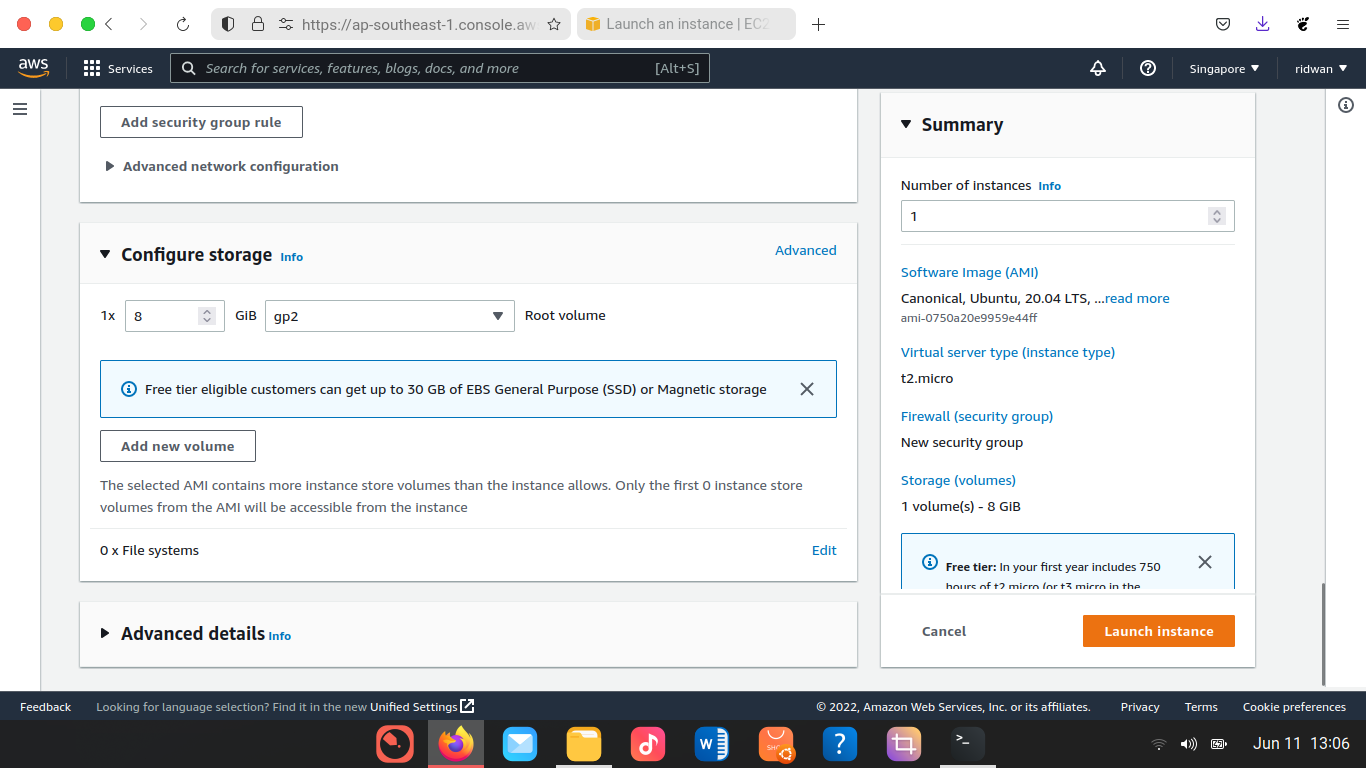 https://ap-southeast-1.console.aw
Launch an instance | EC2
aws
Services
Search for services, features, blogs, docs, and more
[Alt+S]
Singapore
ridwan
Add security group rule
Advanced network configuration
Configure storage Info
Advanced
1x
8
GiB
gp2
Root volume
Free tier eligible customers can get up to 30 GB of EBS General Purpose (SSD) or Magnetic storage
Add new volume
The selected AMI contains more instance store volumes than the instance allows. Only the first 0 instance store
volumes from the AMI will be accessible from the instance
0 x File systems
Edit
Advanced details Info
Summary
Number of instances Info
1
Software Image (AMI)
Canonical, Ubuntu, 20.04 LTS, ...read more
ami-0750a20e9959e44ff
Virtual server type (instance type)
t2.micro
Firewall (security group)
New security group
Storage (volumes)
1 volume(s) - 8 GiB
Free tier: In your first year includes 750
hours of t2.micro (or t3.micro in the
Cancel
Launch instance
Feedback
Looking for language selection? Find it in the new Unified Settings
© 2022, Amazon Web Services, Inc. or its affiliates.
Privacy
Terms
Cookie preferences
W
?
>_
Jun 11 13:06